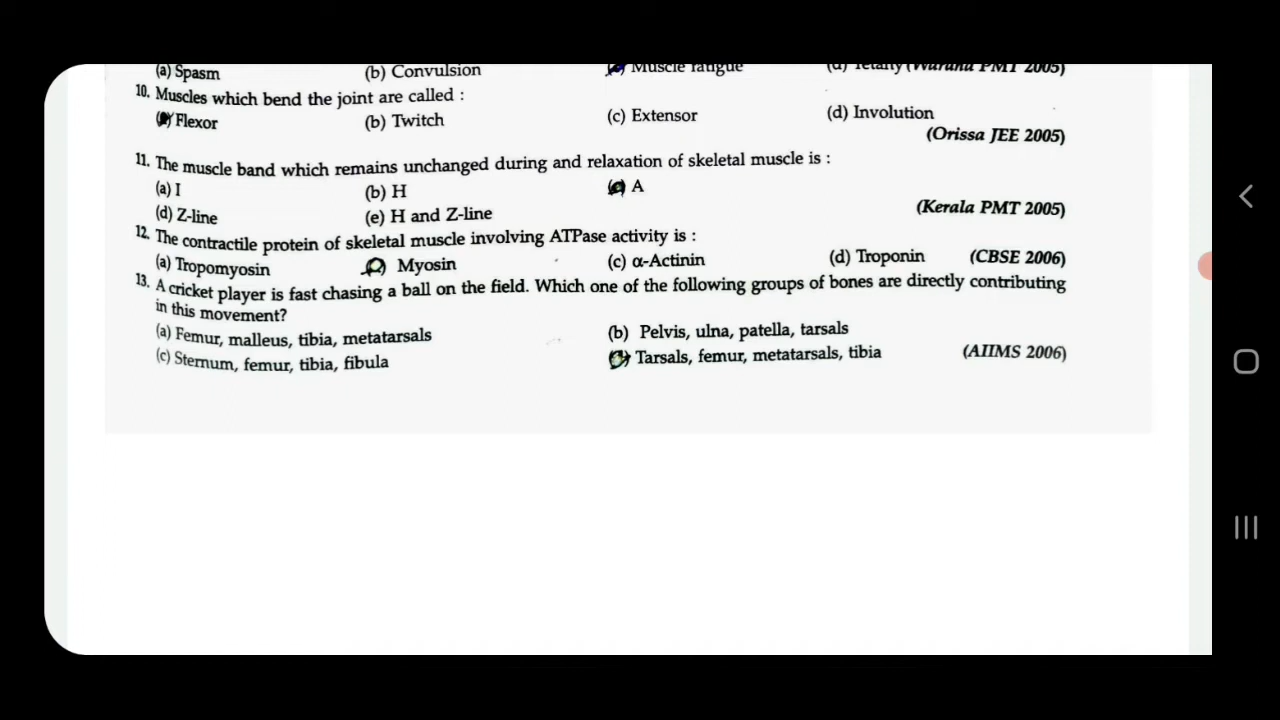 (a) Spasm (b) Convulsion Muscle fatigue (d) Tetany (Wardha PMT 2005)
10. Muscles which bend the joint are called :
Flexor (b) Twitch (c) Extensor (d) Involution
(Orissa JEE 2005)
11. The muscle band which remains unchanged during and relaxation of skeletal muscle is :
(a) I (b) H A
(d) Z-line (e) H and Z-line (Kerala PMT 2005)
12. The contractile protein of skeletal muscle involving ATPase activity is :
(a) Tropomyosin Myosin (c) α-Actinin (d) Troponin (CBSE 2006)
13. A cricket player is fast chasing a ball on the field. Which one of the following groups of bones are directly contributing
in this movement?
(a) Femur, malleus, tibia, metatarsals (b) Pelvis, ulna, patella, tarsals
(c) Sternum, femur, tibia, fibula Tarsals, femur, metatarsals, tibia (AIIMS 2006)